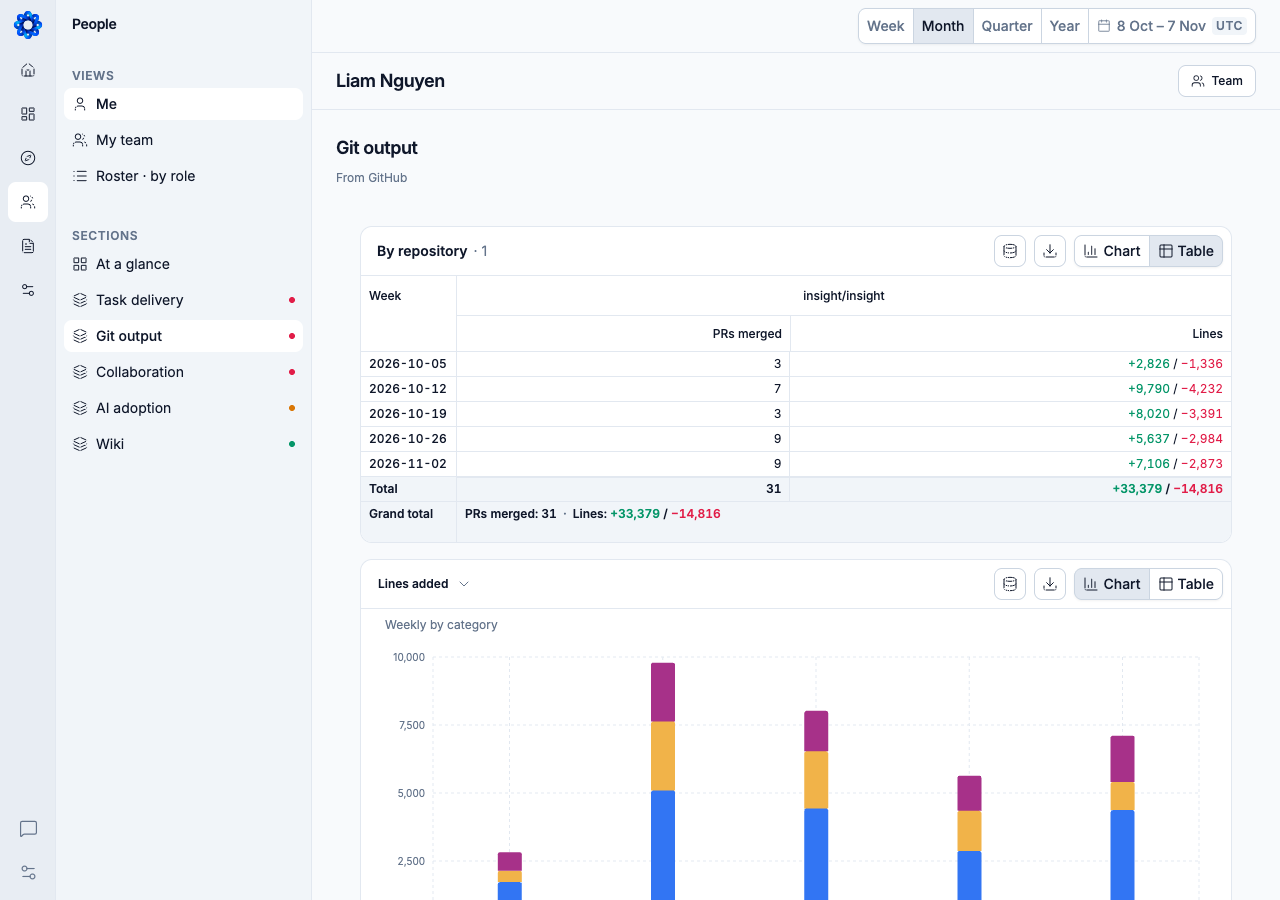 People
VIEWS
Me
My team
Roster · by role
SECTIONS
At a glance
Task delivery
Git output
Collaboration
AI adoption
Wiki
Week Month Quarter Year 8 Oct – 7 Nov UTC
Liam Nguyen
Team
Git output
From GitHub
By repository · 1
Chart Table
Week insight/insight
PRs merged Lines
2026-10-05 3 +2,826 / −1,336
2026-10-12 7 +9,790 / −4,232
2026-10-19 3 +8,020 / −3,391
2026-10-26 9 +5,637 / −2,984
2026-11-02 9 +7,106 / −2,873
Total 31 +33,379 / −14,816
Grand total PRs merged: 31 · Lines: +33,379 / −14,816
Lines added
Chart Table
Weekly by category
10,000
7,500
5,000
2,500